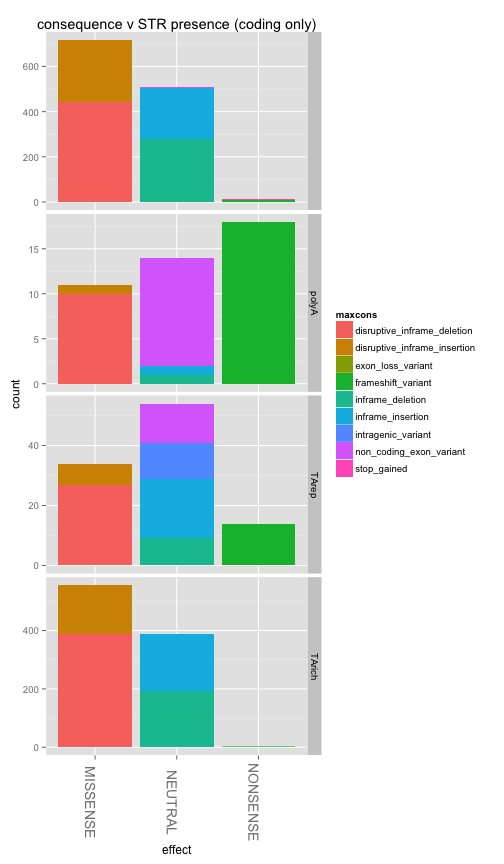 consequence v STR presence (coding only)
600
400
200
0
15
10
5
0
polyA
40
20
0
TArep
400
200
0
TArich
count
MISSENSE
NEUTRAL
NONSENSE
effect
maxcons
disruptive_inframe_deletion
disruptive_inframe_insertion
exon_loss_variant
frameshift_variant
inframe_deletion
inframe_insertion
intragenic_variant
non_coding_exon_variant
stop_gained